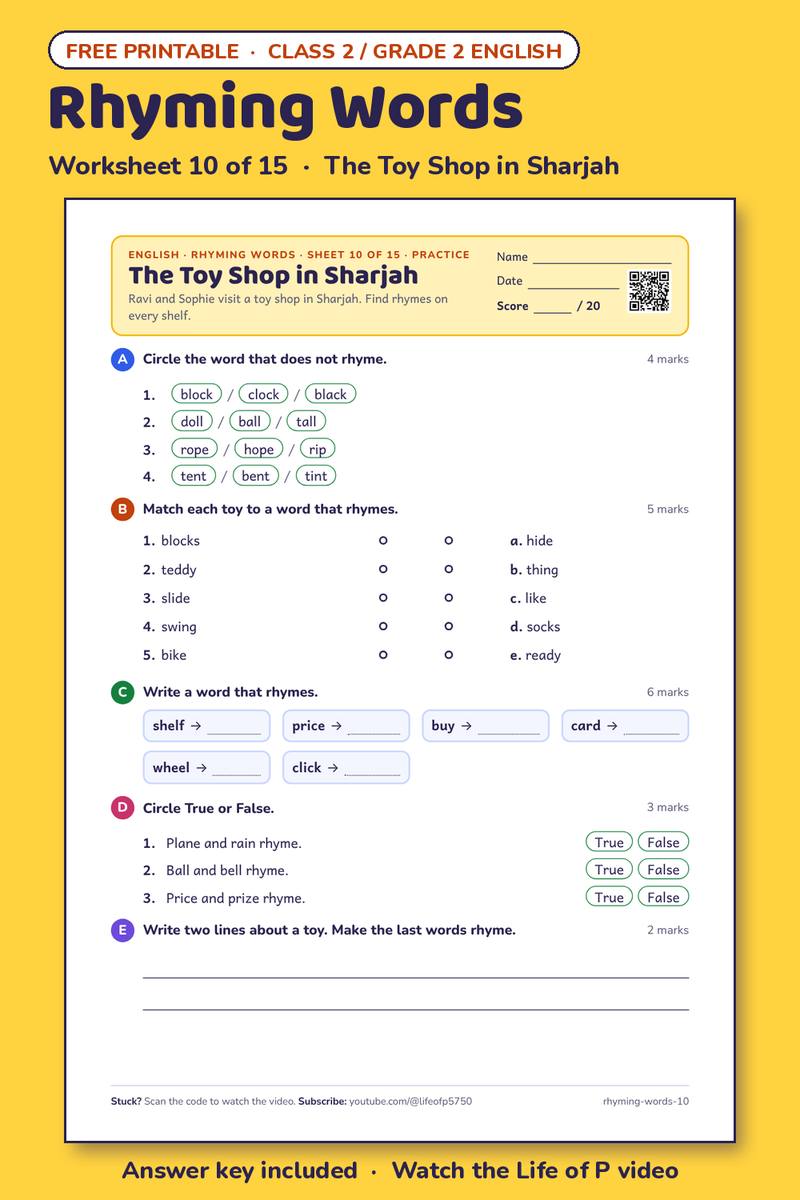 FREE PRINTABLE · CLASS 2 / GRADE 2 ENGLISH
Rhyming Words
Worksheet 10 of 15 · The Toy Shop in Sharjah
ENGLISH · RHYMING WORDS · SHEET 10 OF 15 · PRACTICE
The Toy Shop in Sharjah
Ravi and Sophie visit a toy shop in Sharjah. Find rhymes on
every shelf.
Name ________
Date ________
Score ______ / 20
A Circle the word that does not rhyme. 4 marks
1. block / clock / black
2. doll / ball / tall
3. rope / hope / rip
4. tent / bent / tint
B Match each toy to a word that rhymes. 5 marks
1. blocks a. hide
2. teddy b. thing
3. slide c. like
4. swing d. socks
5. bike e. ready
C Write a word that rhymes. 6 marks
shelf → ________ price → ________ buy → ________ card → ________
wheel → ________ click → ________
D Circle True or False. 3 marks
1. Plane and rain rhyme. True False
2. Ball and bell rhyme. True False
3. Price and prize rhyme. True False
E Write two lines about a toy. Make the last words rhyme. 2 marks
Stuck? Scan the code to watch the video. Subscribe: youtube.com/@lifeofp5750 rhyming-words-10
Answer key included · Watch the Life of P video